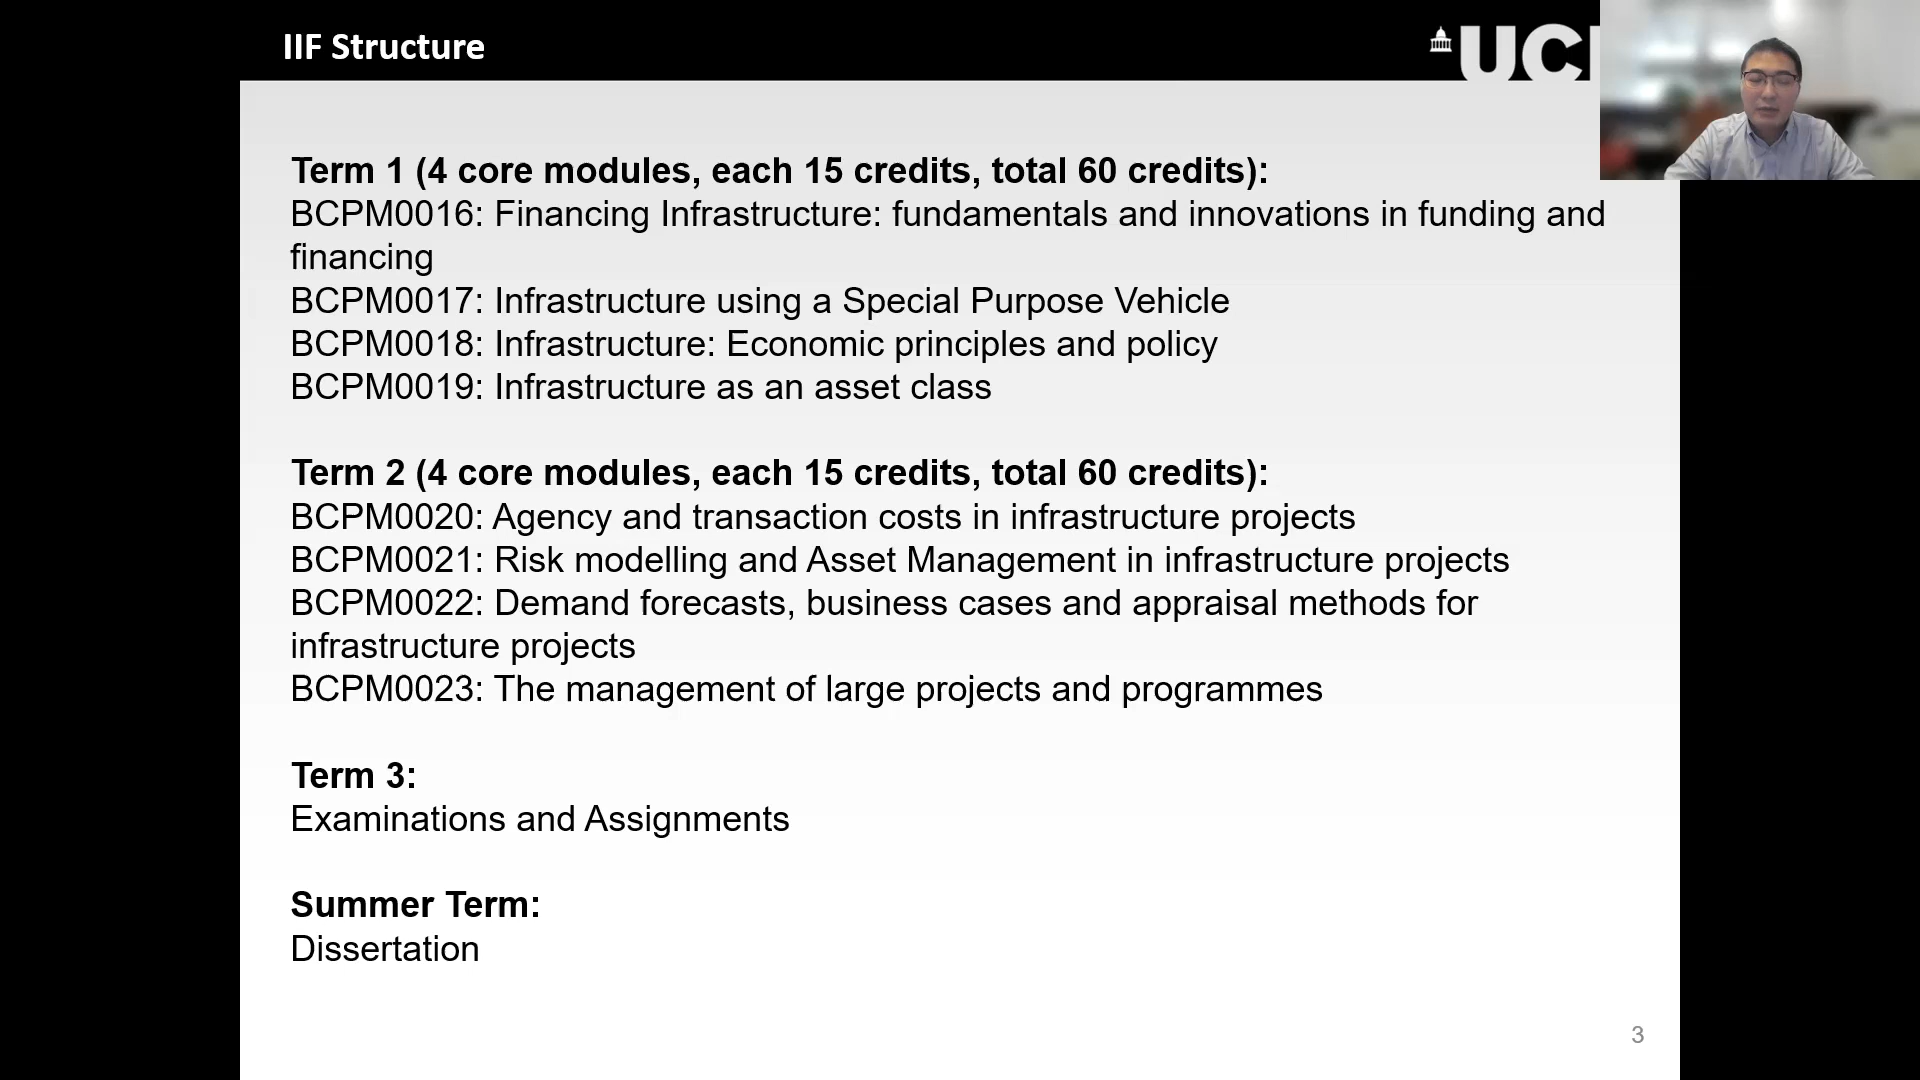 IIF Structure
UCL
Term 1 (4 core modules, each 15 credits, total 60 credits):
BCPM0016: Financing Infrastructure: fundamentals and innovations in funding and
financing
BCPM0017: Infrastructure using a Special Purpose Vehicle
BCPM0018: Infrastructure: Economic principles and policy
BCPM0019: Infrastructure as an asset class
Term 2 (4 core modules, each 15 credits, total 60 credits):
BCPM0020: Agency and transaction costs in infrastructure projects
BCPM0021: Risk modelling and Asset Management in infrastructure projects
BCPM0022: Demand forecasts, business cases and appraisal methods for
infrastructure projects
BCPM0023: The management of large projects and programmes
Term 3:
Examinations and Assignments
Summer Term:
Dissertation
3